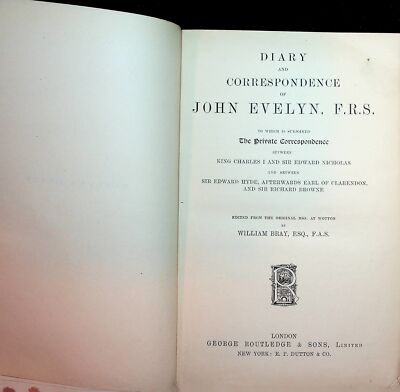 DIARY
AND
CORRESPONDENCE
OF
JOHN EVELYN, F.R.S.
TO WHICH IS SUBJOINED
The Private Correspondence
BETWEEN
KING CHARLES I AND SIR EDWARD NICHOLAS
AND BETWEEN
SIR EDWARD HYDE, AFTERWARDS EARL OF CLARENDON,
AND SIR RICHARD BROWNE
EDITED FROM THE ORIGINAL MSS. AT WOTTON
BY
WILLIAM BRAY, ESQ., F.A.S.
R
LONDON
GEORGE ROUTLEDGE & SONS, LIMITED
NEW YORK: E. P. DUTTON & CO.